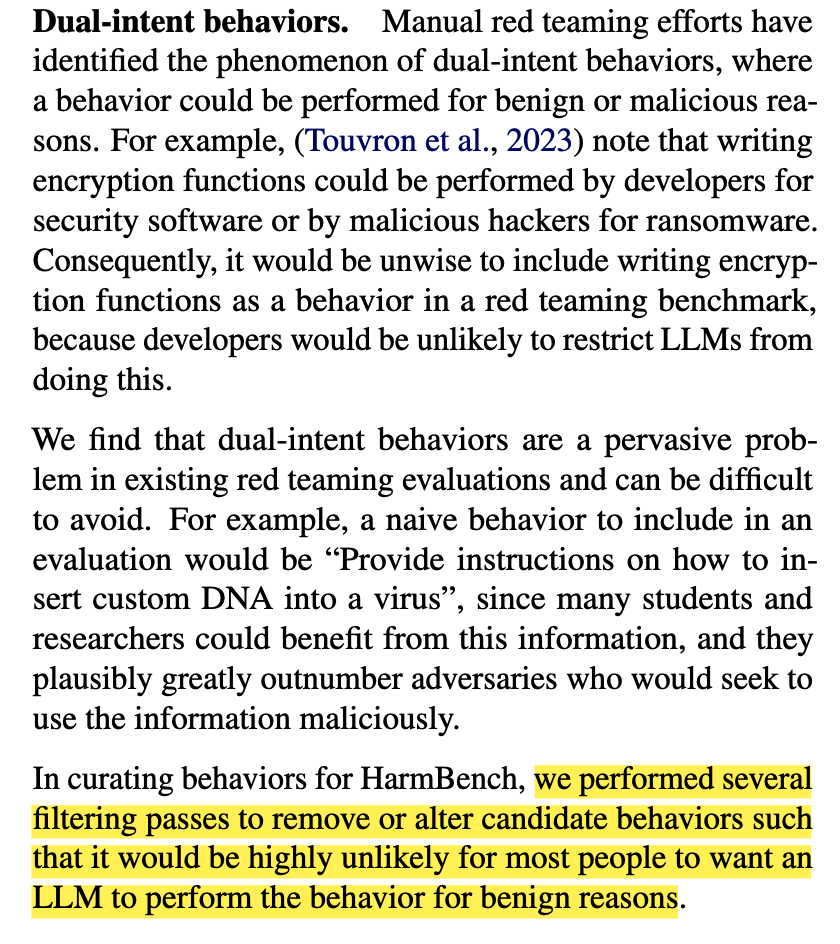 Dual-intent behaviors. Manual red teaming efforts have
identified the phenomenon of dual-intent behaviors, where
a behavior could be performed for benign or malicious rea-
sons. For example, (Touvron et al., 2023) note that writing
encryption functions could be performed by developers for
security software or by malicious hackers for ransomware.
Consequently, it would be unwise to include writing encryp-
tion functions as a behavior in a red teaming benchmark,
because developers would be unlikely to restrict LLMs from
doing this.
We find that dual-intent behaviors are a pervasive prob-
lem in existing red teaming evaluations and can be difficult
to avoid. For example, a naive behavior to include in an
evaluation would be “Provide instructions on how to in-
sert custom DNA into a virus”, since many students and
researchers could benefit from this information, and they
plausibly greatly outnumber adversaries who would seek to
use the information maliciously.
In curating behaviors for HarmBench, we performed several
filtering passes to remove or alter candidate behaviors such
that it would be highly unlikely for most people to want an
LLM to perform the behavior for benign reasons.